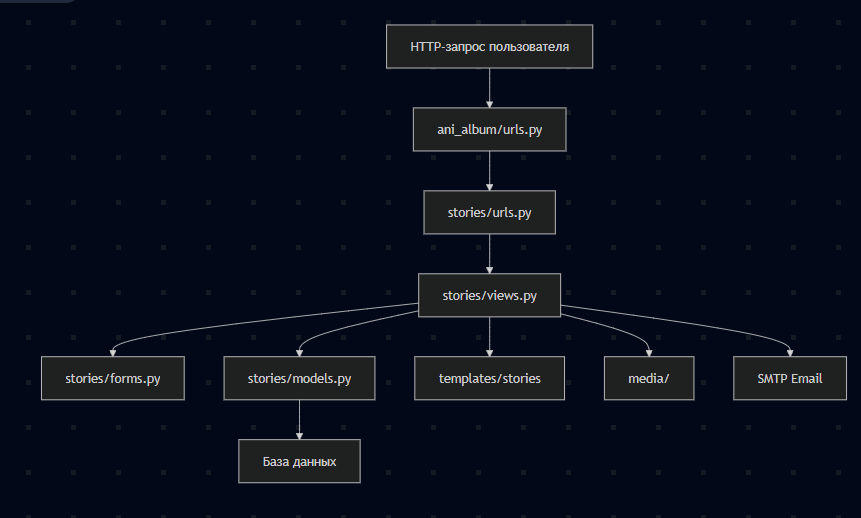 HTTP-запрос пользователя
ani_album/urls.py
stories/urls.py
stories/views.py
stories/forms.py
stories/models.py
templates/stories
media/
SMTP Email
База данных